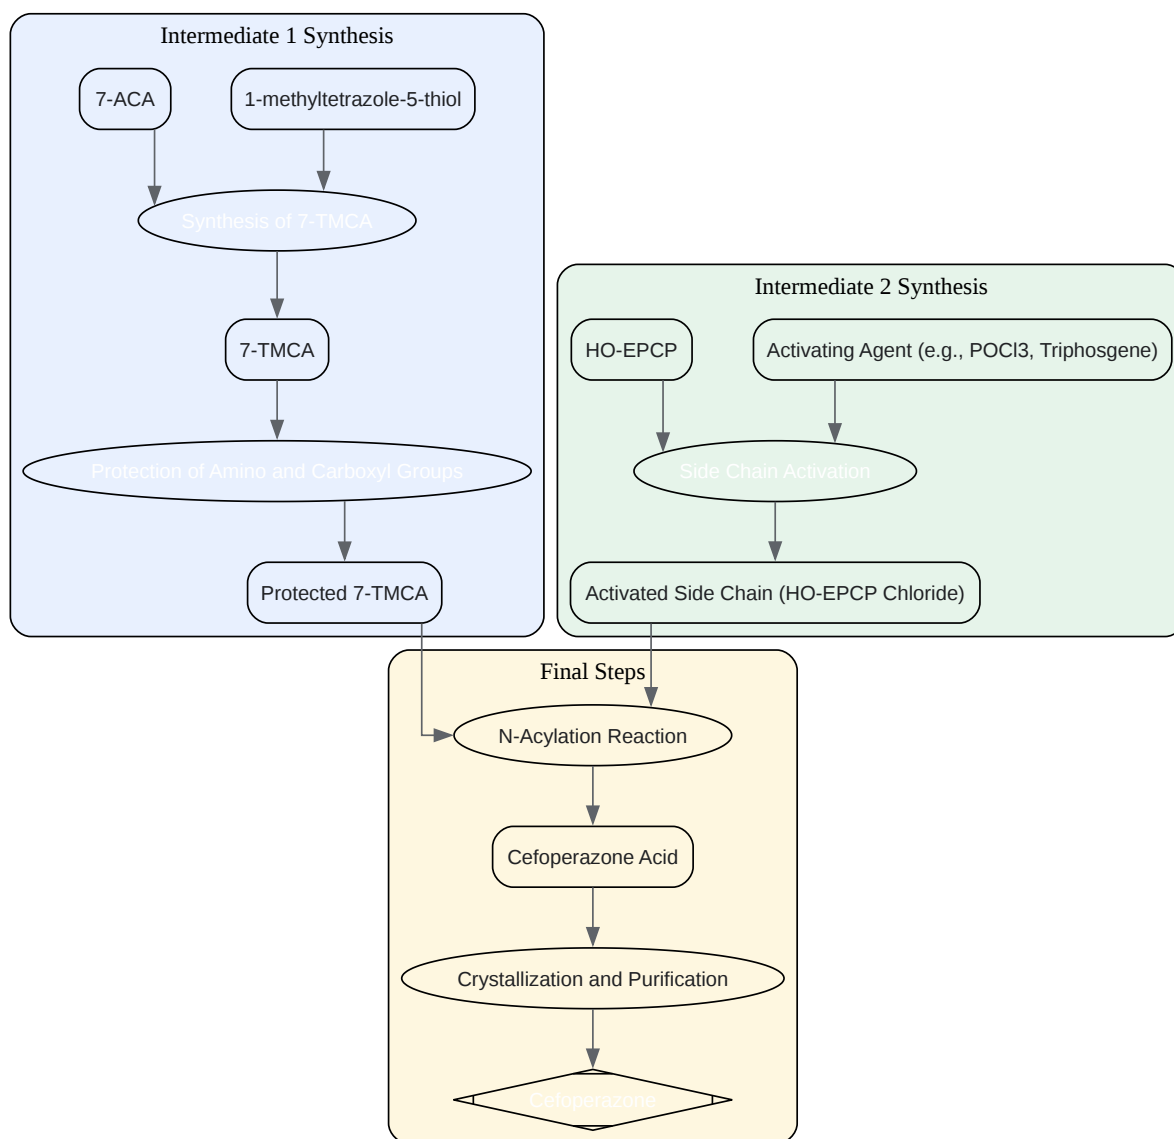 Intermediate 1 Synthesis
7-ACA
1-methyltetrazole-5-thiol
Synthesis of 7-TMCA
7-TMCA
Protection of Amino and Carboxyl Groups
Protected 7-TMCA
Intermediate 2 Synthesis
HO-EPCP
Activating Agent (e.g., POCl3, Triphosgene)
Side Chain Activation
Activated Side Chain (HO-EPCP Chloride)
Final Steps
N-Acylation Reaction
Cefoperazone Acid
Crystallization and Purification
Cefoperazone